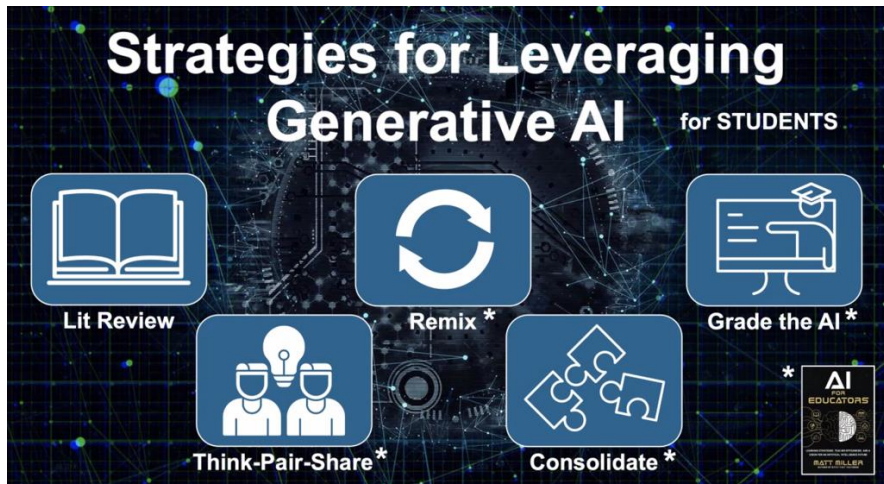 Strategies for Leveraging
Generative AI for STUDENTS
Lit Review
Remix *
Grade the AI *
Think-Pair-Share *
Consolidate *
*
AI
FOR
EDUCATORS
MATT MILLER